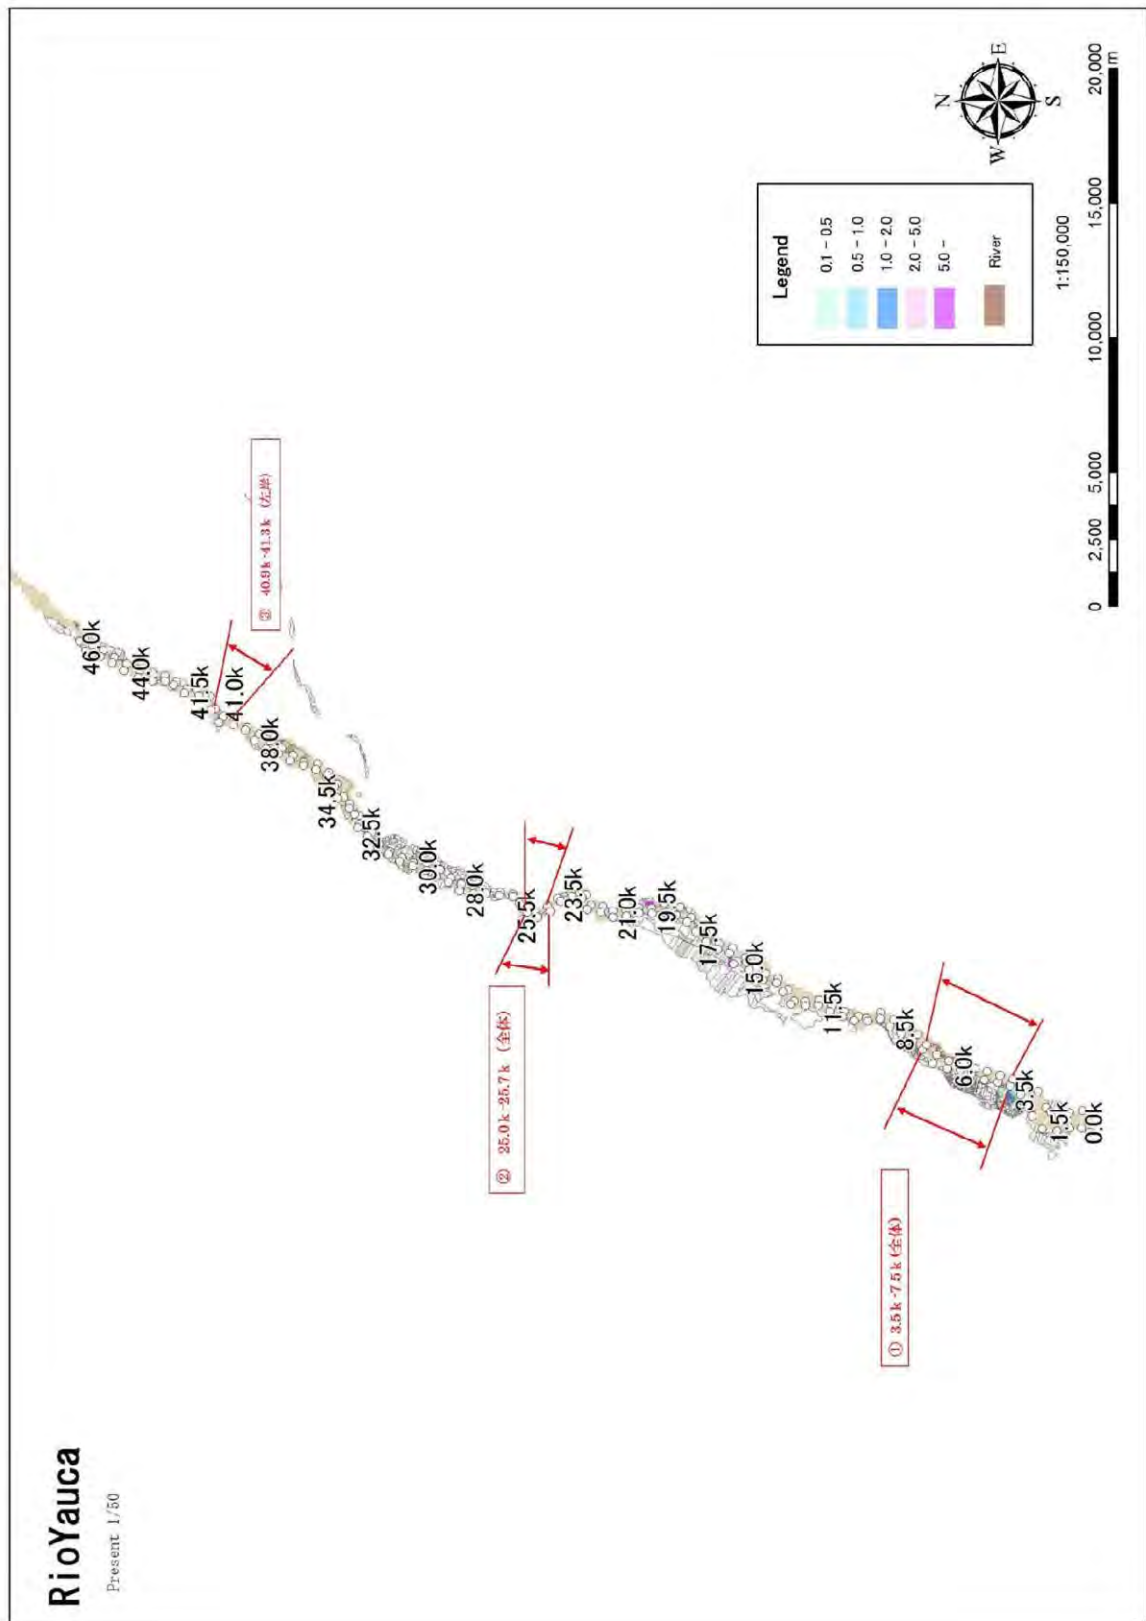 RioYauca
Present 1/50
46.0k
44.0k
41.5k
41.0k
38.0k
34.5k
32.5k
30.0k
28.0k
25.5k
23.5k
21.0k
19.5k
17.5k
15.0k
11.5k
8.5k
6.0k
3.5k
1.5k
0.0k
③ 40.9k-41.3k (左岸)
② 25.0k-25.7k (全体)
① 3.5k-7.5k (全体)
Legend
0.1 - 0.5
0.5 - 1.0
1.0 - 2.0
2.0 - 5.0
5.0 -
River
N
E
S
W
1:150,000
0 2,500 5,000 10,000 15,000 20,000
m